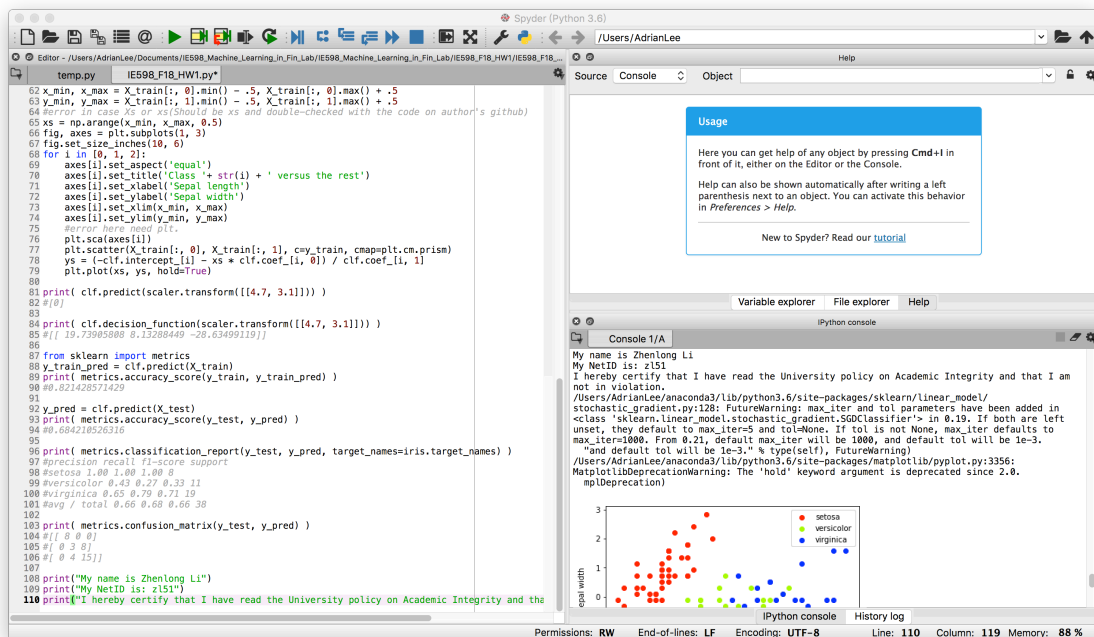 Spyder (Python 3.6)
/Users/AdrianLee
Editor - /Users/AdrianLee/Documents/IE598_Machine_Learning_in_Fin_Lab/IE598_Machine_Learning_in_Fin_Lab/IE598_F18_HW1/IE598_F18_...
temp.py
IE598_F18_HW1.py*
62 x_min, x_max = X_train[:, 0].min() - .5, X_train[:, 0].max() + .5
63 y_min, y_max = X_train[:, 1].min() - .5, X_train[:, 1].max() + .5
64 #error in case Xs or xs(Should be xs and double-checked with the code on author's github)
65 xs = np.arange(x_min, x_max, 0.5)
66 fig, axes = plt.subplots(1, 3)
67 fig.set_size_inches(10, 6)
68 for i in [0, 1, 2]:
69     axes[i].set_aspect('equal')
70     axes[i].set_title('Class '+ str(i) + ' versus the rest')
71     axes[i].set_xlabel('Sepal length')
72     axes[i].set_ylabel('Sepal width')
73     axes[i].set_xlim(x_min, x_max)
74     axes[i].set_ylim(y_min, y_max)
75     #error here need plt.
76     plt.sca(axes[i])
77     plt.scatter(X_train[:, 0], X_train[:, 1], c=y_train, cmap=plt.cm.prism)
78     ys = (-clf.intercept_[i] - xs * clf.coef_[i, 0]) / clf.coef_[i, 1]
79     plt.plot(xs, ys, hold=True)
80
81 print( clf.predict(scaler.transform([[4.7, 3.1]])) )
82 #[0]
83
84 print( clf.decision_function(scaler.transform([[4.7, 3.1]])) )
85 #[[ 19.73905808 8.13288449 -28.63499119]]
86
87 from sklearn import metrics
88 y_train_pred = clf.predict(X_train)
89 print( metrics.accuracy_score(y_train, y_train_pred) )
90 #0.821428571429
91
92 y_pred = clf.predict(X_test)
93 print( metrics.accuracy_score(y_test, y_pred) )
94 #0.684210526316
95
96 print( metrics.classification_report(y_test, y_pred, target_names=iris.target_names) )
97 #precision recall f1-score support
98 #setosa 1.00 1.00 1.00 8
99 #versicolor 0.43 0.27 0.33 11
100 #virginica 0.65 0.79 0.71 19
101 #avg / total 0.66 0.68 0.66 38
102
103 print( metrics.confusion_matrix(y_test, y_pred) )
104 #[[ 8 0 0]
105 #[ 0 3 8]
106 #[ 0 4 15]]
107
108 print("My name is Zhenlong Li")
109 print("My NetID is: zl51")
110 print("I hereby certify that I have read the University policy on Academic Integrity and tha
Help
Source Console Object
Usage
Here you can get help of any object by pressing Cmd+I in
front of it, either on the Editor or the Console.
Help can also be shown automatically after writing a left
parenthesis next to an object. You can activate this behavior
in Preferences > Help.
New to Spyder? Read our tutorial
Variable explorer File explorer Help
IPython console
Console 1/A
My name is Zhenlong Li
My NetID is: zl51
I hereby certify that I have read the University policy on Academic Integrity and that I am
not in violation.
/Users/AdrianLee/anaconda3/lib/python3.6/site-packages/sklearn/linear_model/
stochastic_gradient.py:128: FutureWarning: max_iter and tol parameters have been added in
<class 'sklearn.linear_model.stochastic_gradient.SGDClassifier'> in 0.19. If both are left
unset, they default to max_iter=5 and tol=None. If tol is not None, max_iter defaults to
max_iter=1000. From 0.21, default max_iter will be 1000, and default tol will be 1e-3.
"and default tol will be 1e-3." % type(self), FutureWarning)
/Users/AdrianLee/anaconda3/lib/python3.6/site-packages/matplotlib/pyplot.py:3356:
MatplotlibDeprecationWarning: The 'hold' keyword argument is deprecated since 2.0.
mplDeprecation)
3
2
1
0
epal width
setosa
versicolor
virginica
IPython console History log
Permissions: RW End-of-lines: LF Encoding: UTF-8 Line: 110 Column: 119 Memory: 88 %